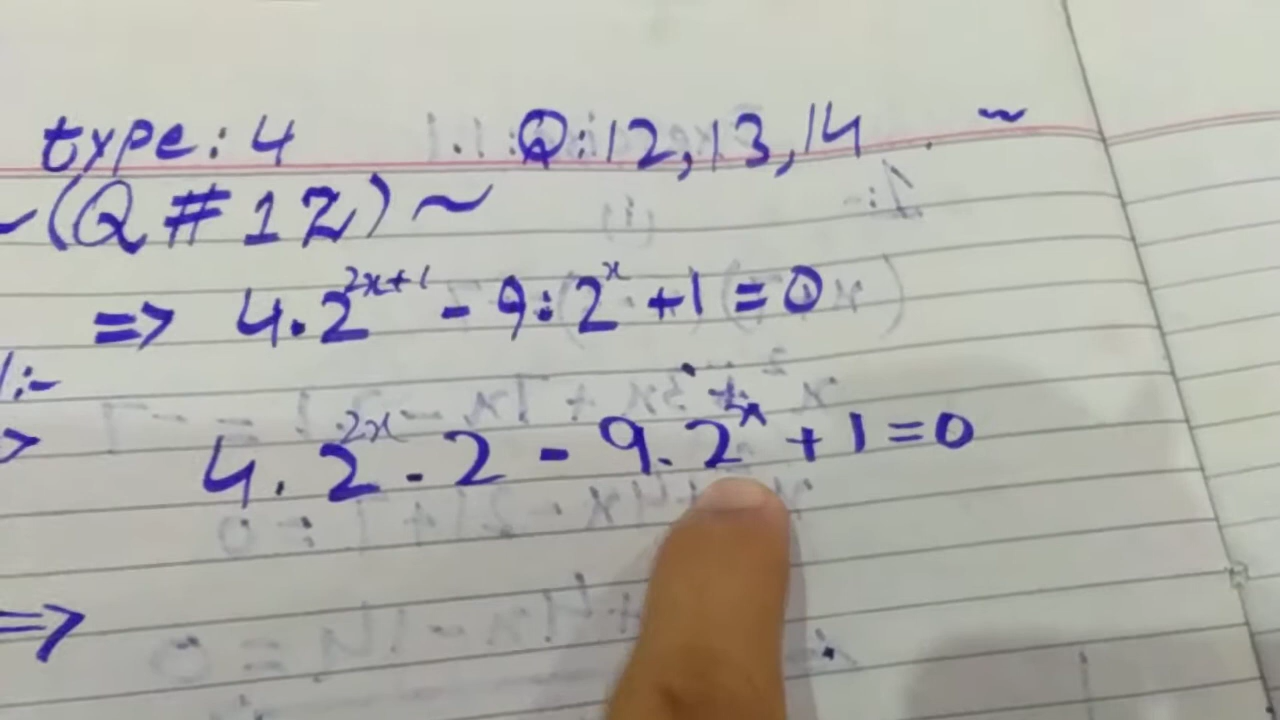 type: 4 Q:12,13,14 ~
~(Q # 12) ~
=> 4.2^{2x+1} - 9:2^{x} + 1 = 0
:-
=> 4.2^{2x}.2 - 9.2^{x} + 1 = 0
=>